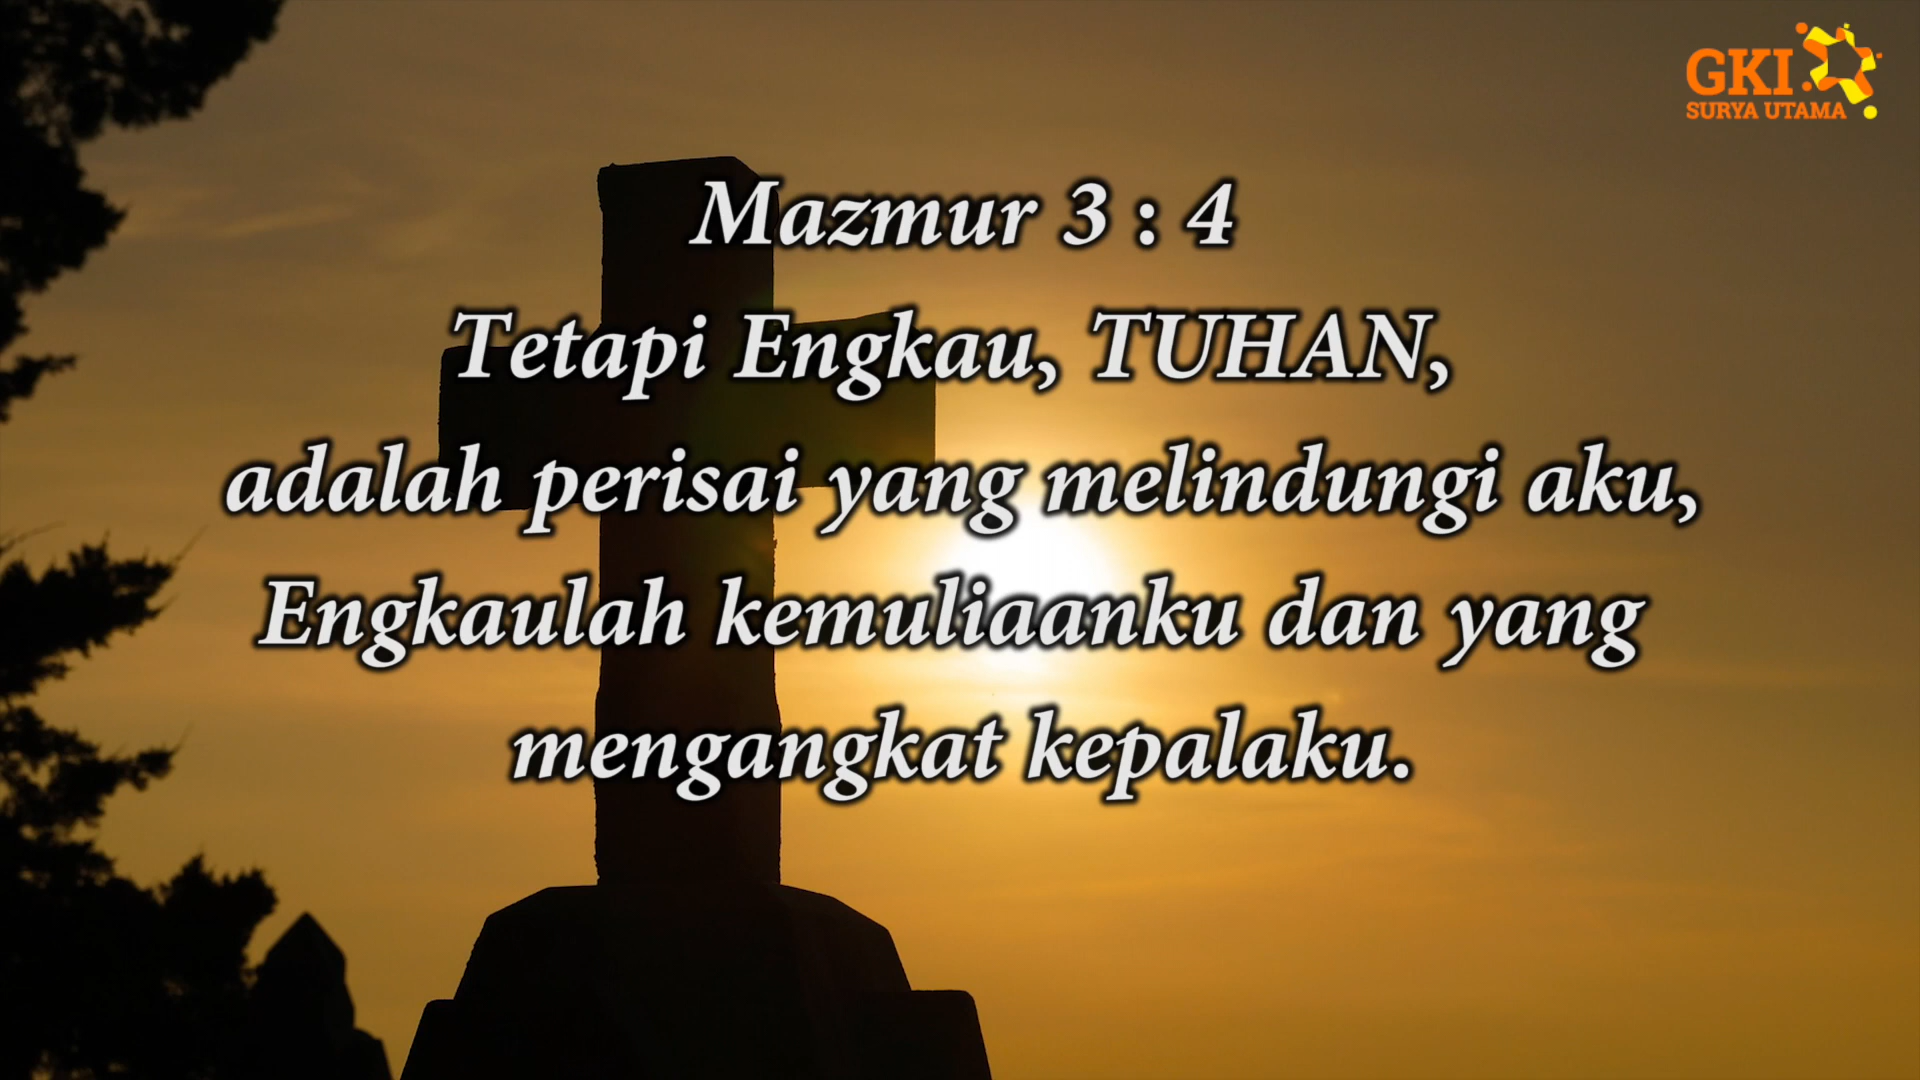 GKI
SURYA UTAMA
Mazmur 3 : 4
Tetapi Engkau, TUHAN,
adalah perisai yang melindungi aku,
Engkaulah kemuliaanku dan yang
mengangkat kepalaku.